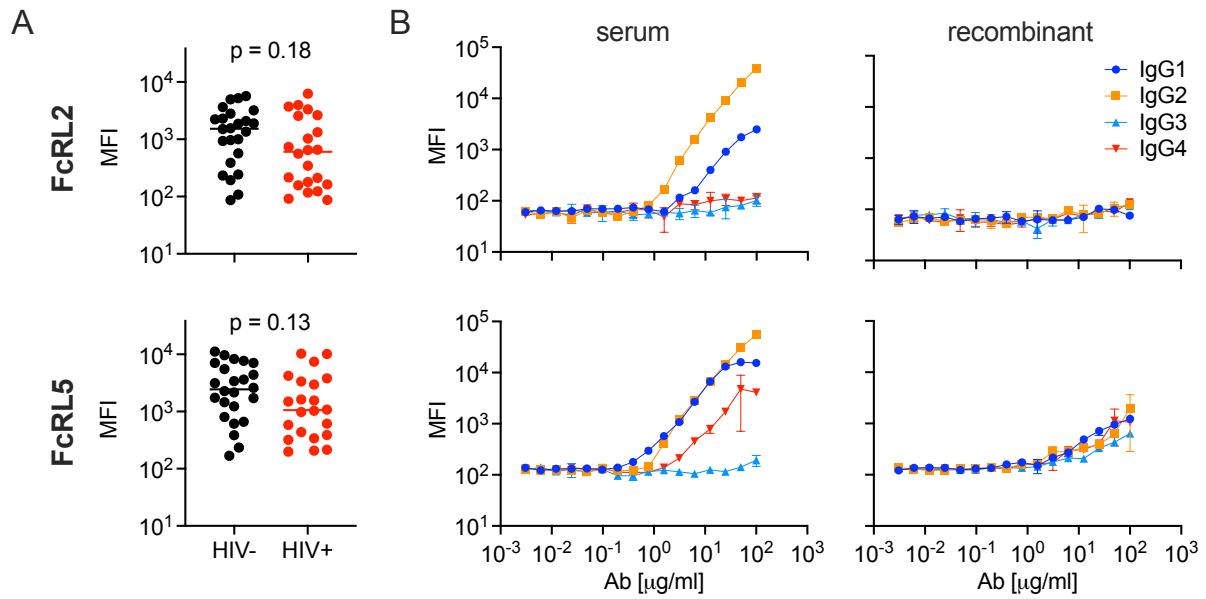 A
B
serum
recombinant
p = 0.18
FcRL2
MFI
10⁴
10³
10²
10¹
MFI
10⁵
10⁴
10³
10²
10¹
IgG1
IgG2
IgG3
IgG4
p = 0.13
FcRL5
MFI
10⁴
10³
10²
10¹
HIV- HIV+
MFI
10⁵
10⁴
10³
10²
10¹
10⁻³ 10⁻² 10⁻¹ 10⁰ 10¹ 10² 10³
Ab [μg/ml]
10⁻³ 10⁻² 10⁻¹ 10⁰ 10¹ 10² 10³
Ab [μg/ml]